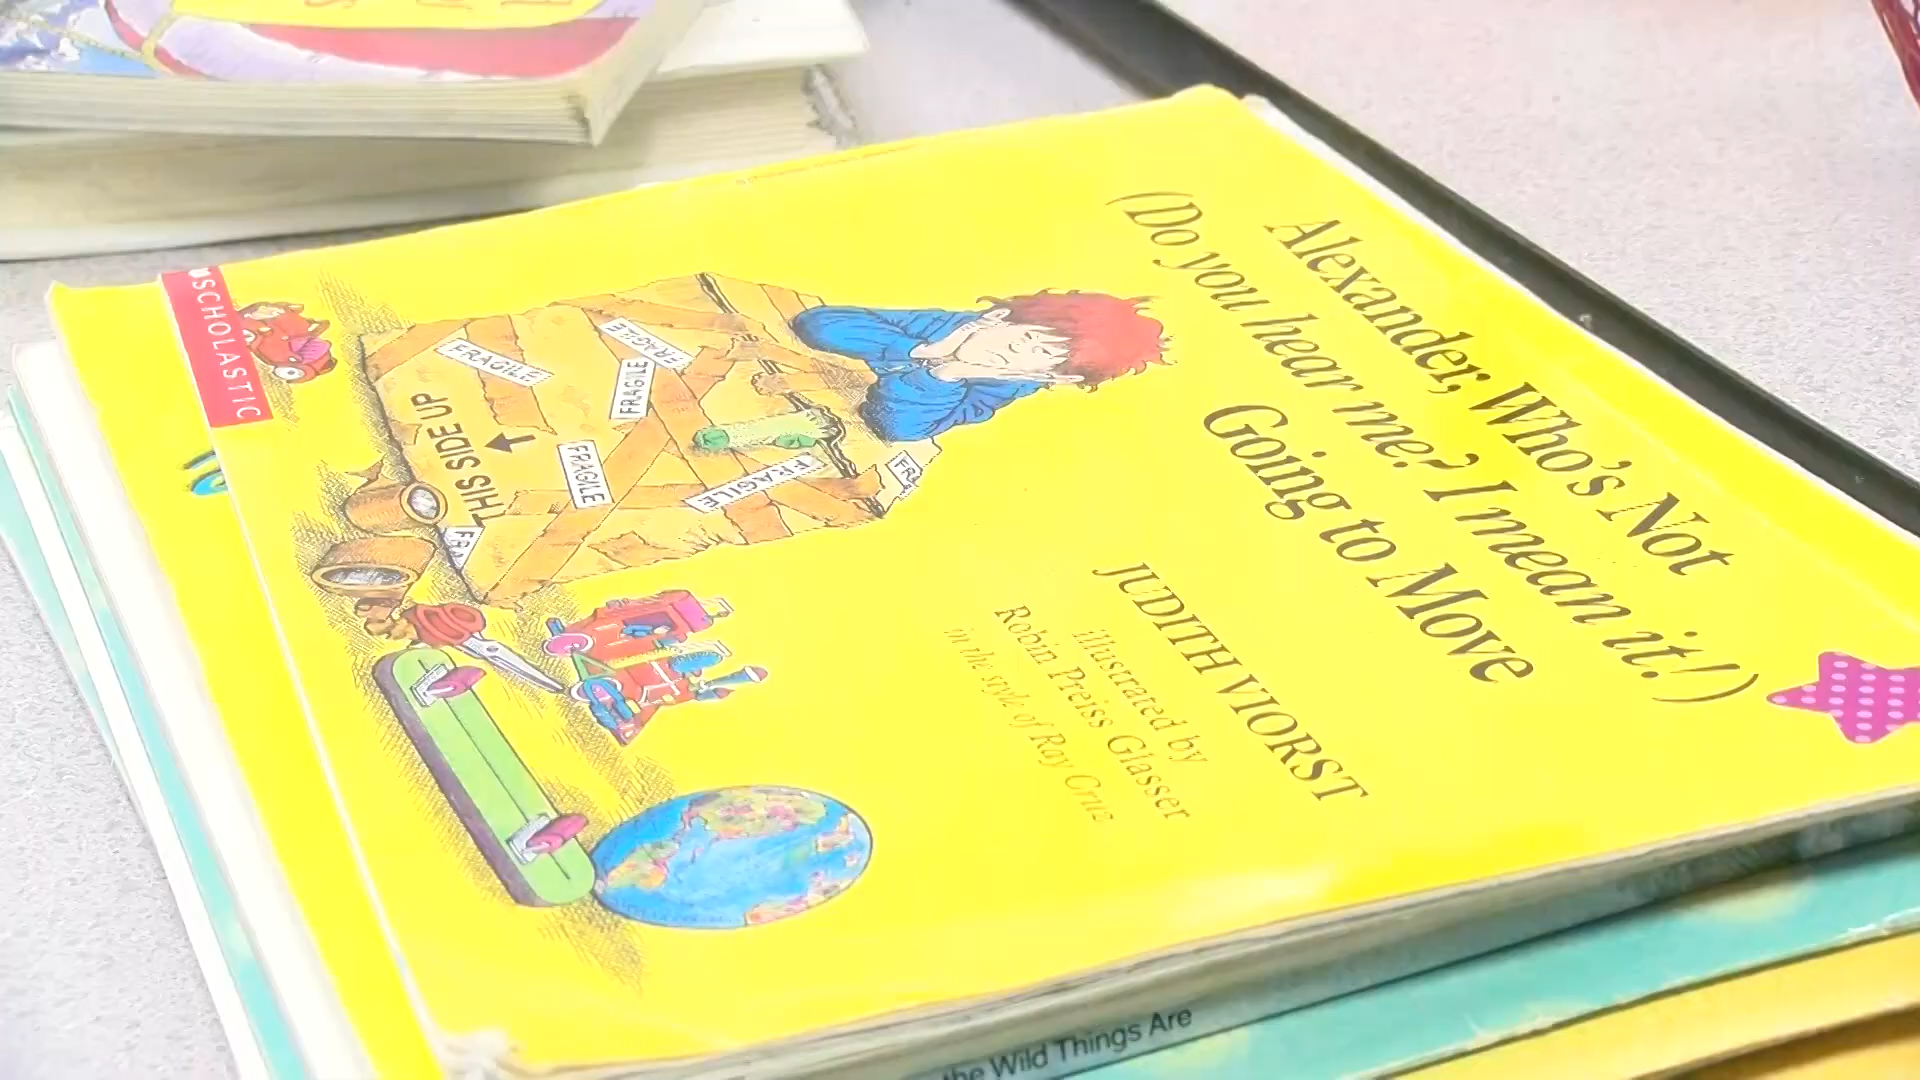 Alexander, Who's Not
(Do you hear me? I mean it!)
Going to Move
JUDITH VIORST
illustrated by
Robin Preiss Glasser
in the style of Ray Cruz
SCHOLASTIC
FRAGILE
FRAGILE
FRAGILE
FRAGILE
FRAGILE
FRA
FRA
THIS SIDE UP
the Wild Things Are